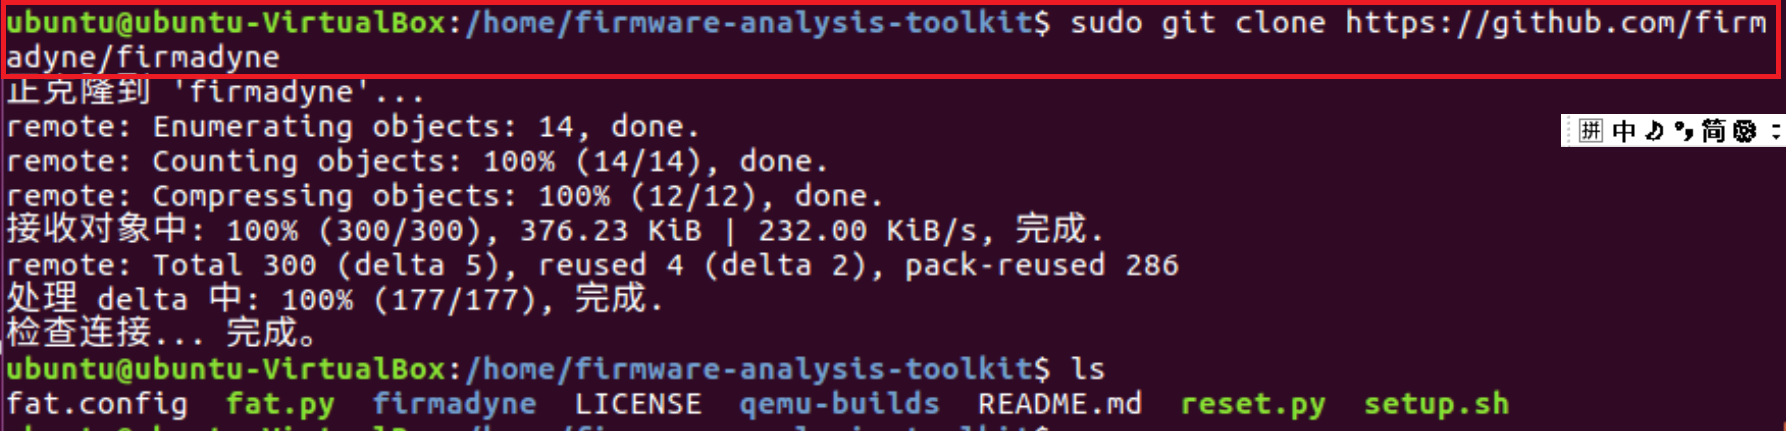 ubuntu@ubuntu-VirtualBox:/home/firmware-analysis-toolkit$ sudo git clone https://github.com/firm
adyne/firmadyne
正克隆到 'firmadyne'...
remote: Enumerating objects: 14, done.
拼 中 简
remote: Counting objects: 100% (14/14), done.
remote: Compressing objects: 100% (12/12), done.
接收对象中: 100% (300/300), 376.23 KiB | 232.00 KiB/s, 完成.
remote: Total 300 (delta 5), reused 4 (delta 2), pack-reused 286
处理 delta 中: 100% (177/177), 完成.
检查连接... 完成。
ubuntu@ubuntu-VirtualBox:/home/firmware-analysis-toolkit$ ls
fat.config fat.py firmadyne LICENSE qemu-builds README.md reset.py setup.sh